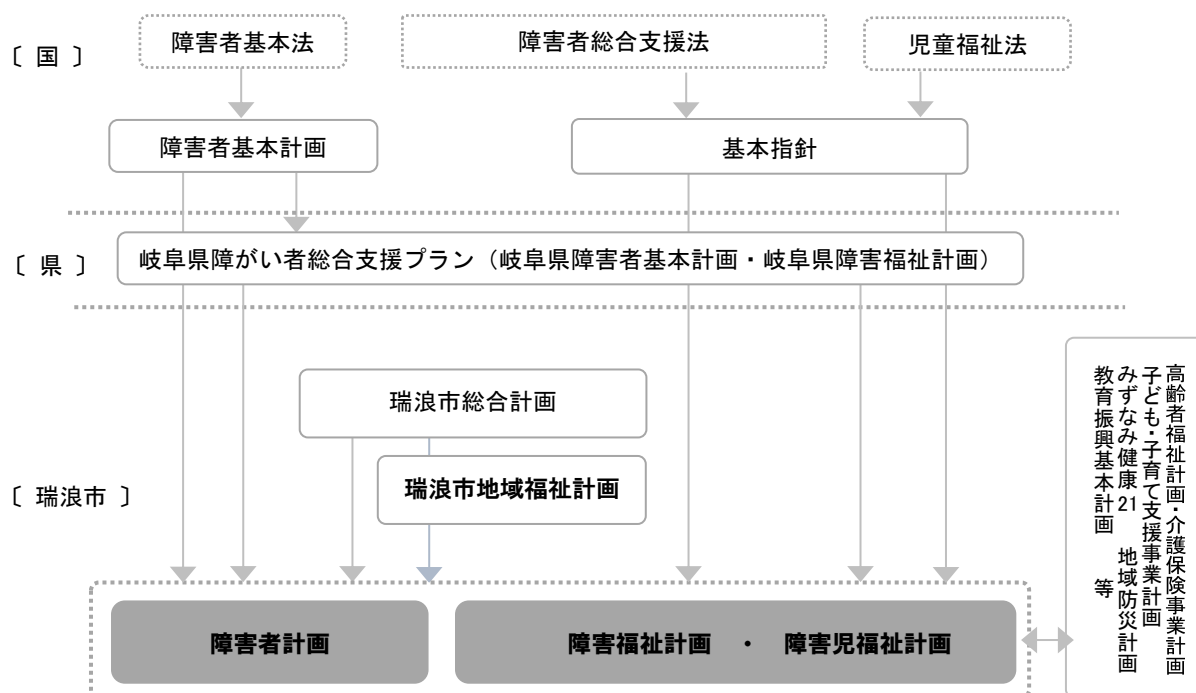 〔 国 〕
障害者基本法
障害者総合支援法
児童福祉法
障害者基本計画
基本指針
〔 県 〕
岐阜県障がい者総合支援プラン（岐阜県障害者基本計画・岐阜県障害福祉計画）
瑞浪市総合計画
〔 瑞浪市 〕
瑞浪市地域福祉計画
高齢者福祉計画・介護保険事業計画
子ども・子育て支援事業計画
みずなみ健康21　地域防災計画
教育振興基本計画　等
障害者計画
障害福祉計画　・　障害児福祉計画